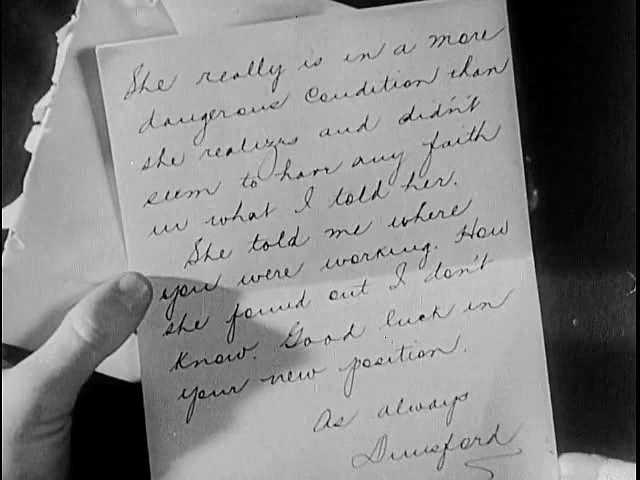 She really is in a more
dangerous condition than
she realizes and didn't
seem to have any faith
in what I told her.
She told me where
you were working. How
she found out I don't
know. Good luck in
your new position.
As always
Dunsford